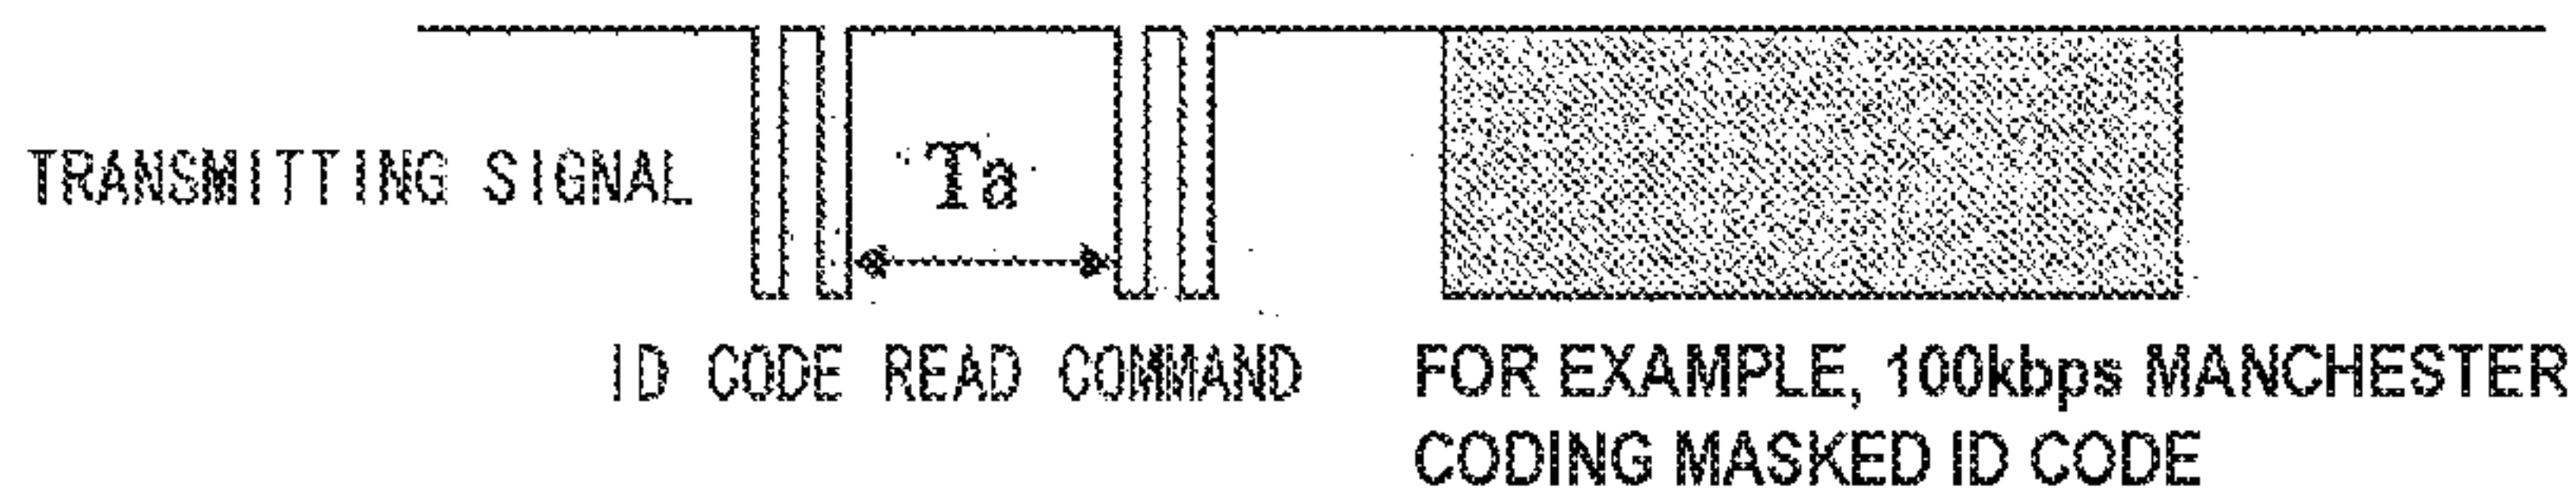 Ta
TRANSMITTING SIGNAL
ID CODE READ COMMAND
FOR EXAMPLE, 100kbps MANCHESTER
CODING MASKED ID CODE